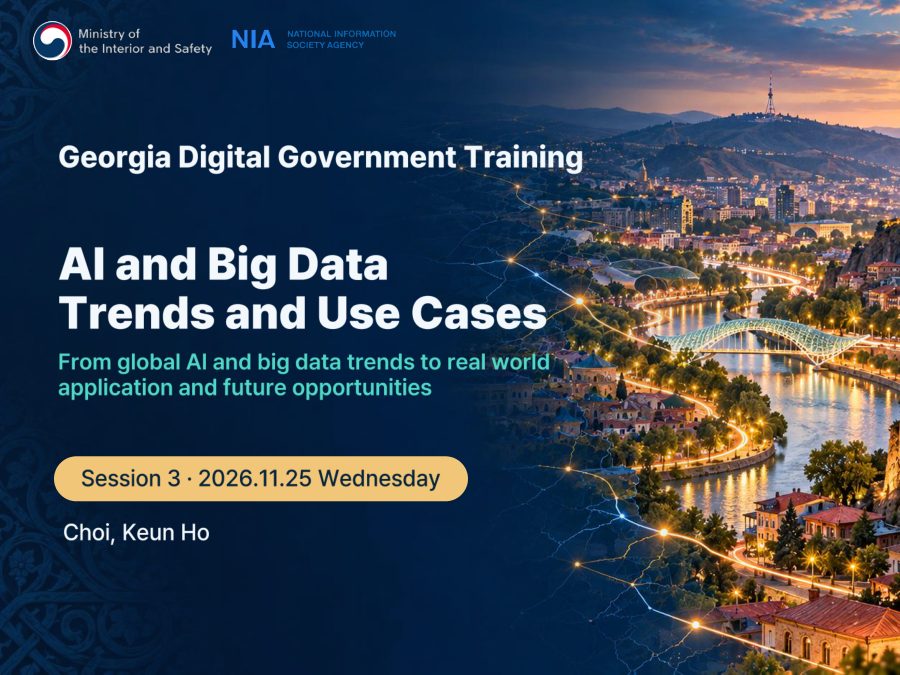 Ministry of
the Interior and Safety
NIA
NATIONAL INFORMATION
SOCIETY AGENCY
Georgia Digital Government Training
AI and Big Data
Trends and Use Cases
From global AI and big data trends to real world
application and future opportunities
Session 3 · 2026.11.25 Wednesday
Choi, Keun Ho